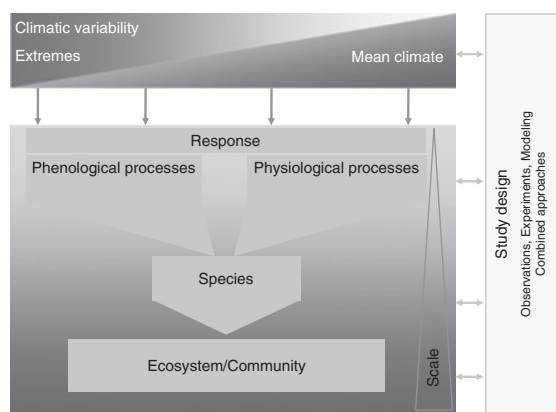 Climatic variability
Extremes
Mean climate
Response
Phenological processes
Physiological processes
Species
Ecosystem/Community
Scale
Study design
Observations, Experiments, Modeling
Combined approaches